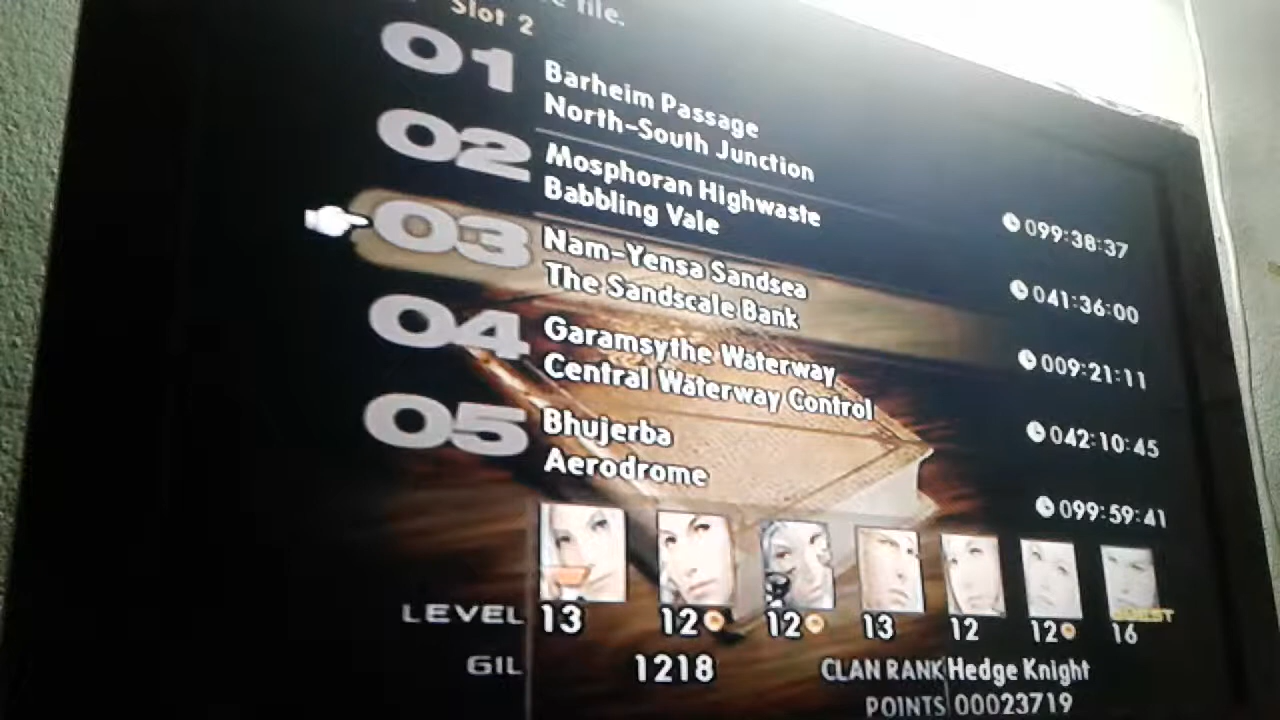 file.
Slot 2
01
Barheim Passage
North-South Junction
099:38:37
02
Mosphoran Highwaste
Babbling Vale
041:36:00
03
Nam-Yensa Sandsea
The Sandscale Bank
009:21:11
04
Garamsythe Waterway
Central Waterway Control
042:10:45
05
Bhujerba
Aerodrome
099:59:41
GUEST
LEVEL 13 12 12 13 12 12 16
GIL 1218 CLAN RANK Hedge Knight
POINTS 00023719